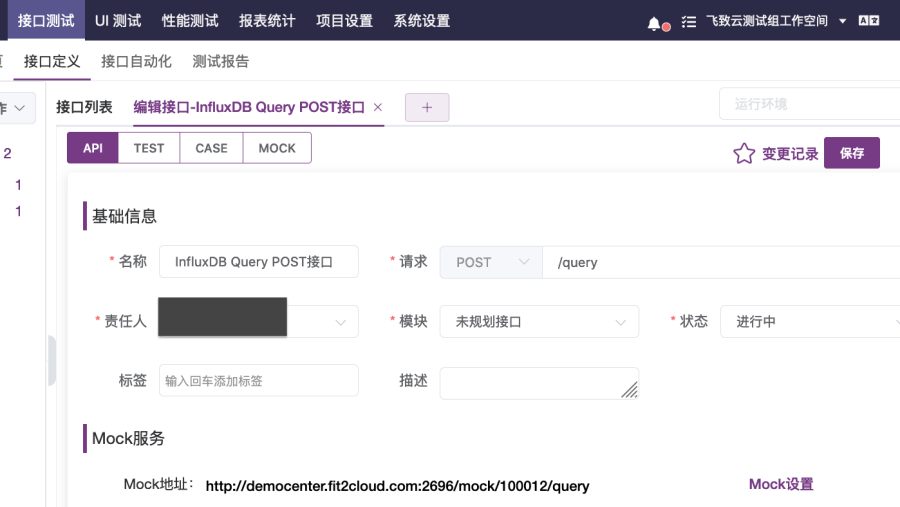 接口测试 UI 测试 性能测试 报表统计 项目设置 系统设置 飞致云测试组工作空间
接口定义 接口自动化 测试报告
作 接口列表 编辑接口-InfluxDB Query POST接口 × + 运行环境
2 API TEST CASE MOCK 变更记录 保存
1
1
基础信息
* 名称 InfluxDB Query POST接口 * 请求 POST /query
* 责任人 * 模块 未规划接口 * 状态 进行中
标签 输入回车添加标签 描述
Mock服务
Mock地址： http://democenter.fit2cloud.com:2696/mock/100012/query Mock设置